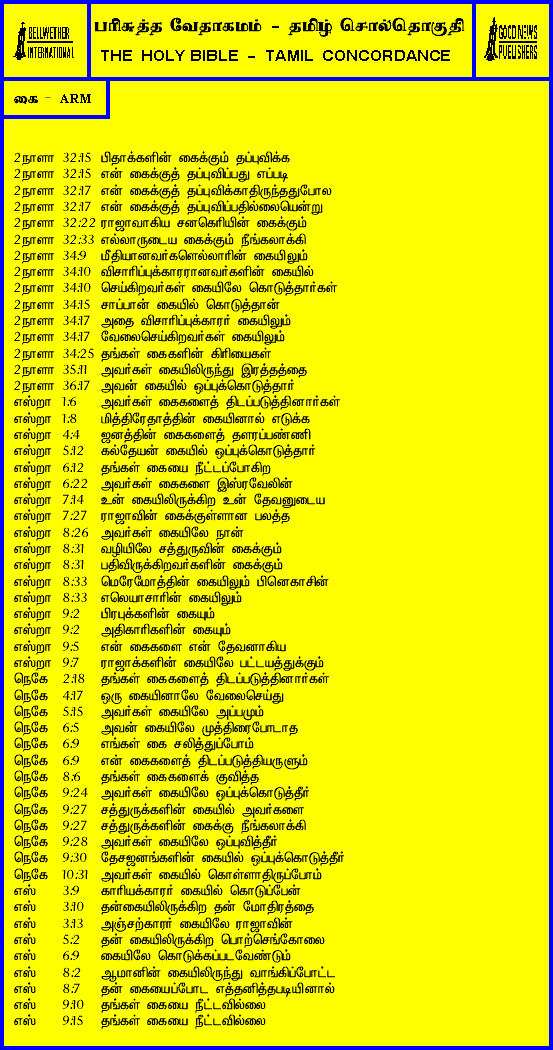 BELLWETHER
INTERNATIONAL
பரிசுத்த வேதாகமம் - தமிழ் சொல்தொகுதி
THE HOLY BIBLE - TAMIL CONCORDANCE
GOOD NEWS
PUBLISHERS
கை - ARM
2நாளா 32:15 பிதாக்களின் கைக்கும் தப்புவிக்க
2நாளா 32:15 என் கைக்குத் தப்புவிப்பது எப்படி
2நாளா 32:17 என் கைக்குத் தப்புவிக்காதிருந்ததுபோல
2நாளா 32:17 என் கைக்குத் தப்புவிப்பதில்லையென்று
2நாளா 32:22 ராஜாவாகிய சனகெரிபின் கைக்கும்
2நாளா 32:33 எல்லாருடைய கைக்கும் நீங்கலாக்கி
2நாளா 34:9 மீதியானவர்களெல்லாரின் கையிலும்
2நாளா 34:10 விசாரிப்புக்காரரானவர்களின் கையில்
2நாளா 34:10 செய்கிறவர்கள் கையிலே கொடுத்தார்கள்
2நாளா 34:15 சாப்பான் கையில் கொடுத்தான்
2நாளா 34:17 அதை விசாரிப்புக்காரர் கையிலும்
2நாளா 34:17 வேலைசெய்கிறவர்கள் கையிலும்
2நாளா 34:25 தங்கள் கைகளின் கிரியைகள்
2நாளா 35:11 அவர்கள் கையிலிருந்து இரத்தத்தை
2நாளா 36:17 அவன் கையில் ஒப்புக்கொடுத்தார்
எஸ்றா 1:6 அவர்கள் கைகளைத் திடப்படுத்தினார்கள்
எஸ்றா 1:8 மித்திரேதாத்தின் கையினால் எடுக்க
எஸ்றா 4:4 ஜனத்தின் கைகளைத் தளரப்பண்ணி
எஸ்றா 5:12 கல்தேயன் கையில் ஒப்புக்கொடுத்தார்
எஸ்றா 6:12 தங்கள் கையை நீட்டப்போகிற
எஸ்றா 6:22 அவர்கள் கைகளை இஸ்ரவேலின்
எஸ்றா 7:14 உன் கையிலிருக்கிற உன் தேவனுடைய
எஸ்றா 7:27 ராஜாவின் கைக்குள்ளான பலத்த
எஸ்றா 8:26 அவர்கள் கையிலே நான்
எஸ்றா 8:31 வழியிலே சத்துருவின் கைக்கும்
எஸ்றா 8:31 பதிவிருக்கிறவர்களின் கைக்கும்
எஸ்றா 8:33 மெரேமோத்தின் கையிலும் பினெகாசின்
எஸ்றா 8:33 எலெயாசாரின் கையிலும்
எஸ்றா 9:2 பிரபுக்களின் கையும்
எஸ்றா 9:2 அதிகாரிகளின் கையும்
எஸ்றா 9:5 என் கைகளை என் தேவனாகிய
எஸ்றா 9:7 ராஜாக்களின் கையிலே பட்டயத்துக்கும்
நெகே 2:18 தங்கள் கைகளைத் திடப்படுத்தினார்கள்
நெகே 4:17 ஒரு கையினாலே வேலைசெய்து
நெகே 5:15 அவர்கள் கையிலே அப்பமும்
நெகே 6:5 அவன் கையிலே முத்திரைபோடாத
நெகே 6:9 எங்கள் கை சலித்துப்போம்
நெகே 6:9 என் கைகளைத் திடப்படுத்தியருளும்
நெகே 8:6 தங்கள் கைகளைக் குவித்த
நெகே 9:24 அவர்கள் கையிலே ஒப்புக்கொடுத்தீர்
நெகே 9:27 சத்துருக்களின் கையில் அவர்களை
நெகே 9:27 சத்துருக்களின் கைக்கு நீங்கலாக்கி
நெகே 9:28 அவர்கள் கையிலே ஒப்புவித்தீர்
நெகே 9:30 தேசஜனங்களின் கையில் ஒப்புக்கொடுத்தீர்
நெகே 10:31 அவர்கள் கையில் கொள்ளாதிருப்போம்
எஸ் 3:9 காரியக்காரர் கையில் கொடுப்பேன்
எஸ் 3:10 தன்கையிலிருக்கிற தன் மோதிரத்தை
எஸ் 3:13 அஞ்சற்காரர் கையிலே ராஜாவின்
எஸ் 5:2 தன் கையிலிருக்கிற பொற்செங்கோலை
எஸ் 6:9 கையிலே கொடுக்கப்படவேண்டும்
எஸ் 8:2 ஆமானின் கையிலிருந்து வாங்கிப்போட்ட
எஸ் 8:7 தன் கையைப்போட எத்தனித்தபடியினால்
எஸ் 9:10 தங்கள் கையை நீட்டவில்லை
எஸ் 9:15 தங்கள் கையை நீட்டவில்லை